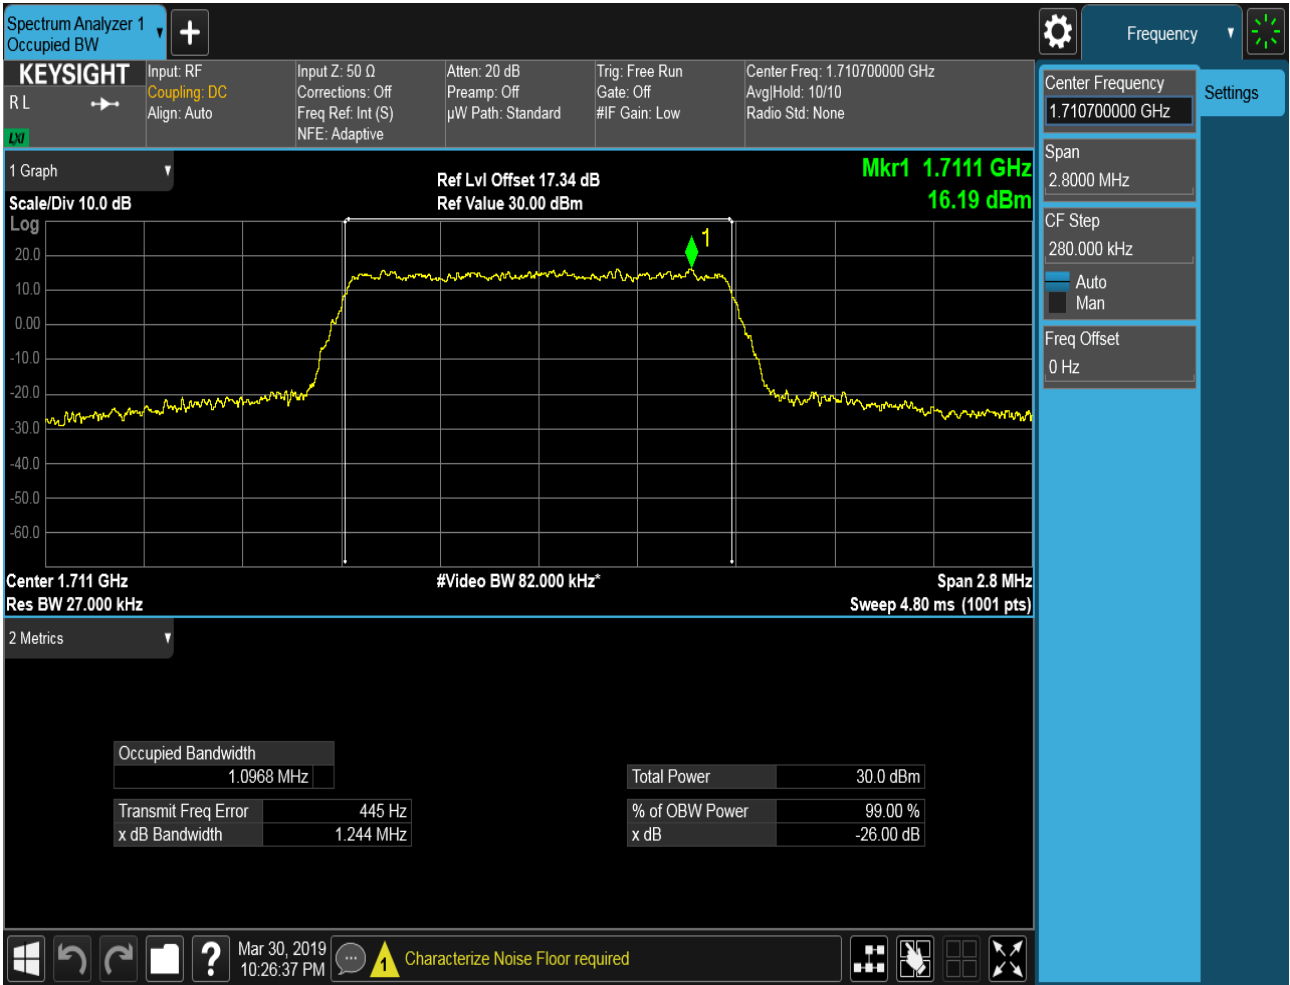 Spectrum Analyzer 1
Occupied BW
+
Frequency
KEYSIGHT
R L
LXI
Input: RF
Coupling: DC
Align: Auto
Input Z: 50 Ω
Corrections: Off
Freq Ref: Int (S)
NFE: Adaptive
Atten: 20 dB
Preamp: Off
µW Path: Standard
Trig: Free Run
Gate: Off
#IF Gain: Low
Center Freq: 1.710700000 GHz
Avg|Hold: 10/10
Radio Std: None
Center Frequency
1.710700000 GHz
Settings
Span
2.8000 MHz
CF Step
280.000 kHz
Auto
Man
Freq Offset
0 Hz
1 Graph
Scale/Div 10.0 dB
Log
Ref Lvl Offset 17.34 dB
Ref Value 30.00 dBm
Mkr1 1.7111 GHz
16.19 dBm
1
20.0
10.0
0.00
-10.0
-20.0
-30.0
-40.0
-50.0
-60.0
Center 1.711 GHz
Res BW 27.000 kHz
#Video BW 82.000 kHz*
Span 2.8 MHz
Sweep 4.80 ms (1001 pts)
2 Metrics
Occupied Bandwidth
1.0968 MHz
Transmit Freq Error 445 Hz
x dB Bandwidth 1.244 MHz
Total Power 30.0 dBm
% of OBW Power 99.00 %
x dB -26.00 dB
?
Mar 30, 2019
10:26:37 PM
1
Characterize Noise Floor required